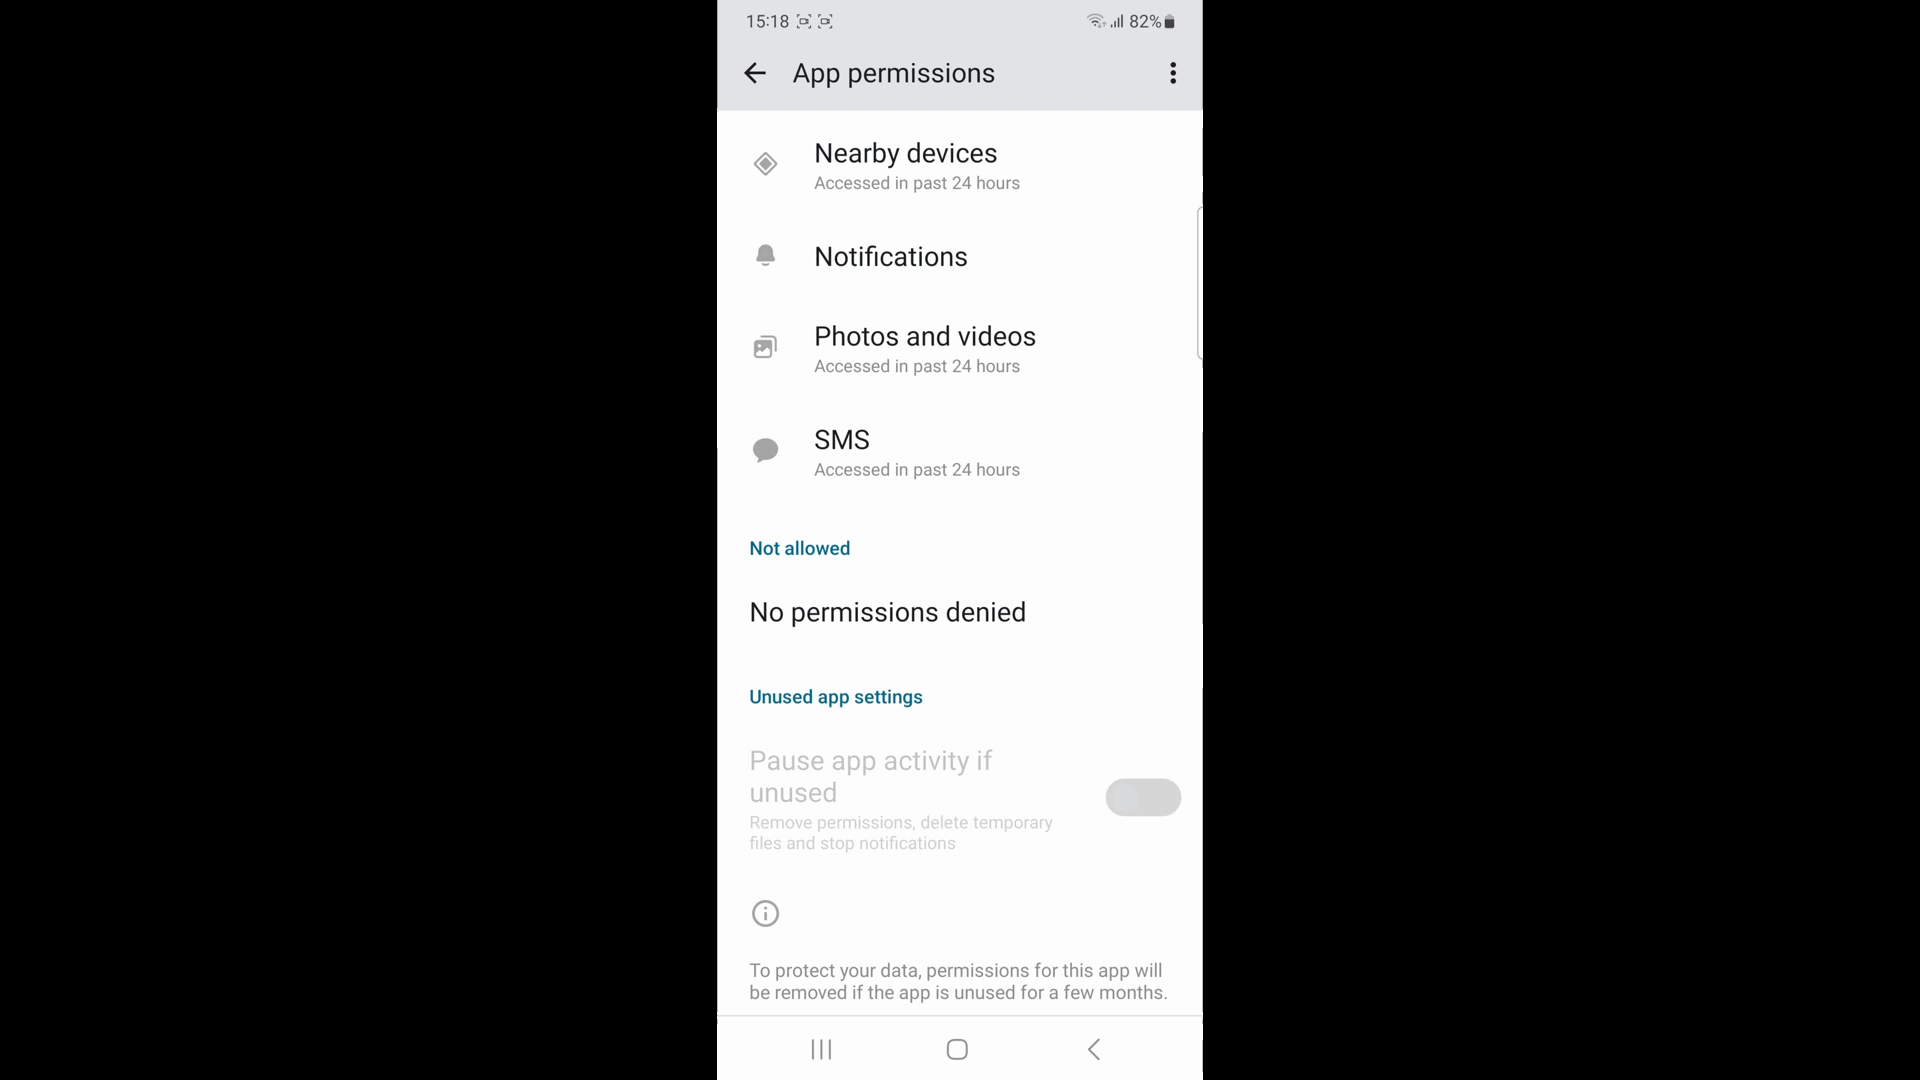 15:18
82%
App permissions
Nearby devices
Accessed in past 24 hours
Notifications
Photos and videos
Accessed in past 24 hours
SMS
Accessed in past 24 hours
Not allowed
No permissions denied
Unused app settings
Pause app activity if
unused
Remove permissions, delete temporary
files and stop notifications
To protect your data, permissions for this app will
be removed if the app is unused for a few months.